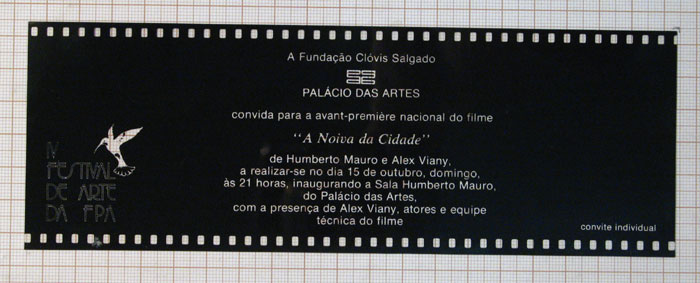 A Fundação Clóvis Salgado
PALÁCIO DAS ARTES
convida para a avant-première nacional do filme
"A Noiva da Cidade"
de Humberto Mauro e Alex Viany,
a realizar-se no dia 15 de outubro, domingo,
às 21 horas, inaugurando a Sala Humberto Mauro,
do Palácio das Artes,
com a presença de Alex Viany, atores e equipe
técnica do filme
convite individual
IV
FESTIVAL
DE ARTE
DA FPA